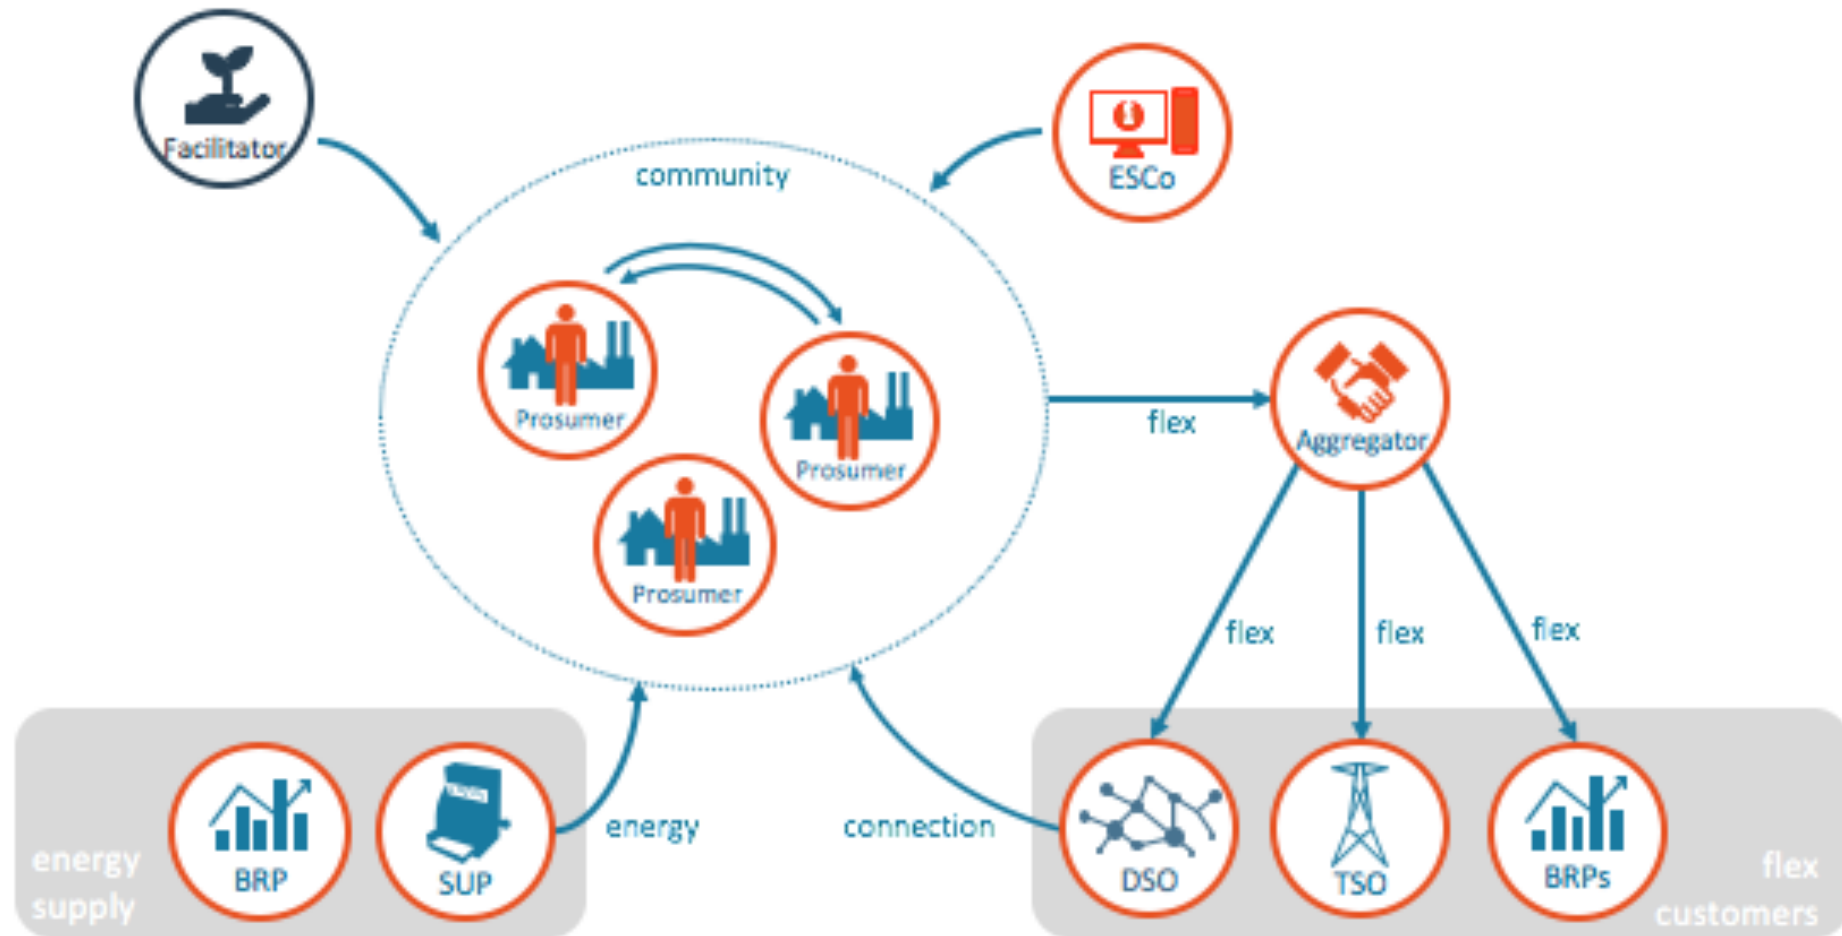 Facilitator
ESCo
community
Prosumer
Prosumer
Prosumer
flex
Aggregator
flex
flex
flex
energy
supply
BRP
SUP
energy
connection
DSO
TSO
BRPs
flex
customers